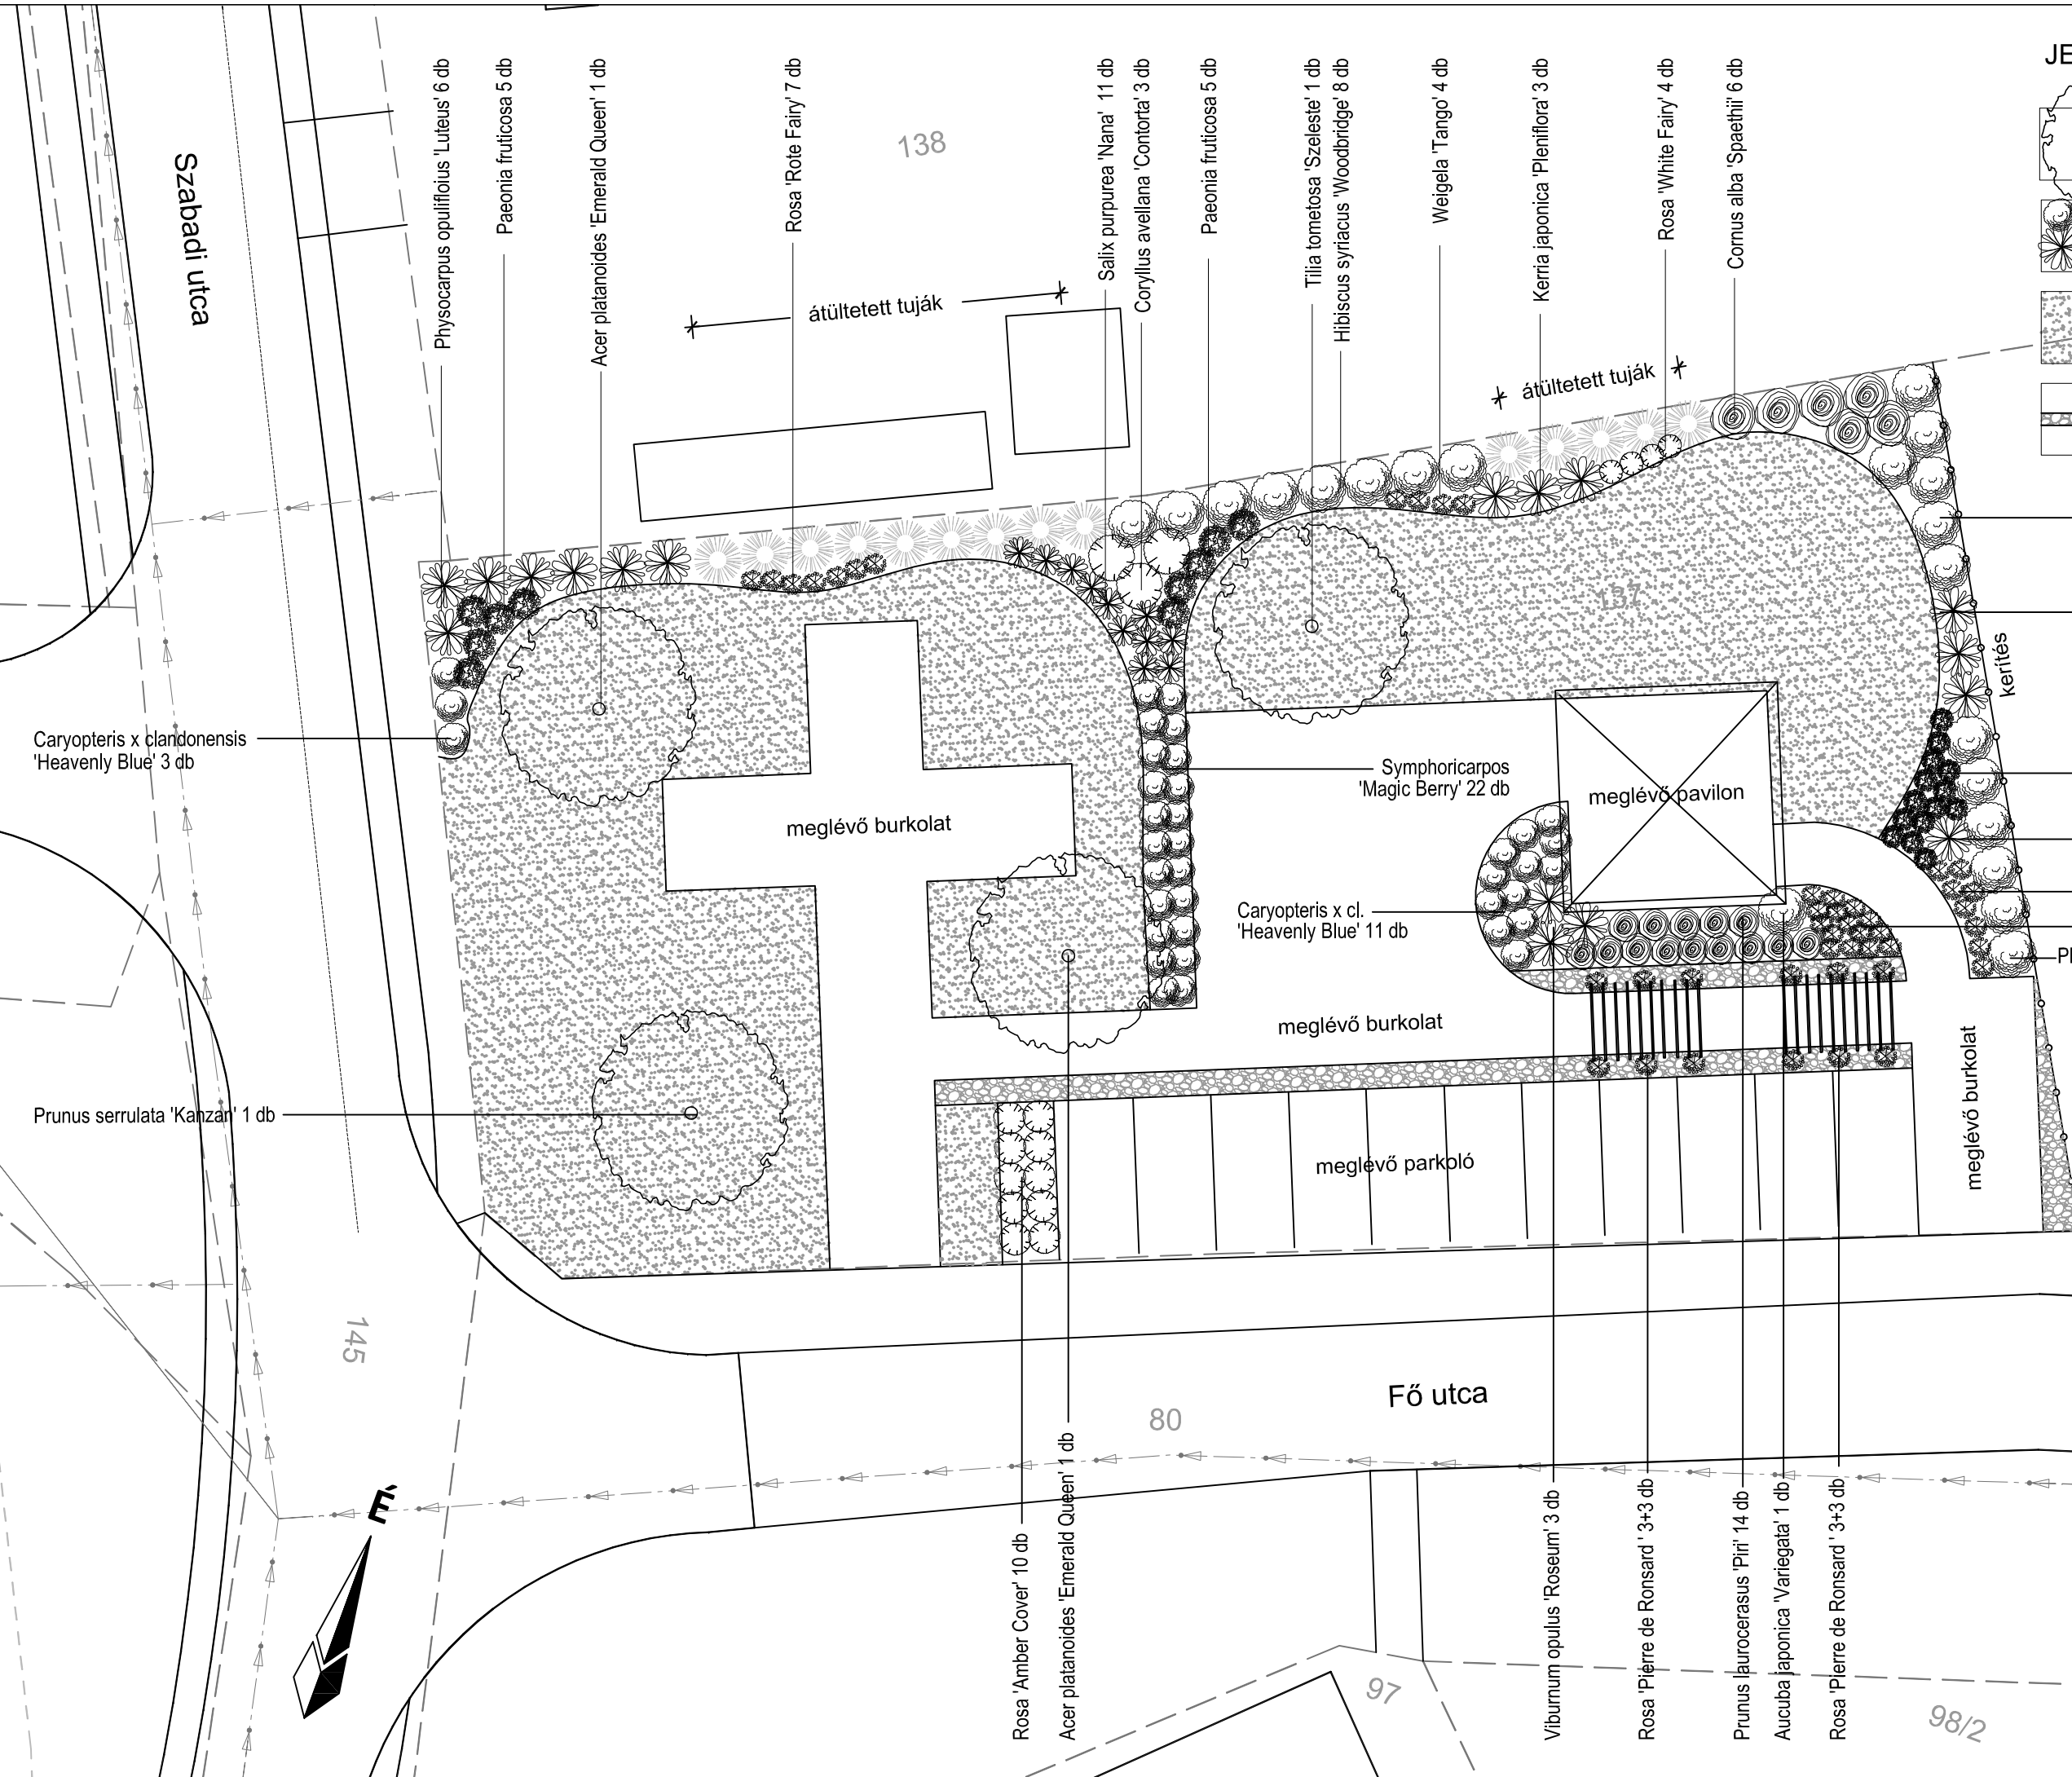 JE
Physocarpus opulifloius 'Luteus' 6 db
Paeonia fruticosa 5 db
Acer platanoides 'Emerald Queen' 1 db
Rosa 'Rote Fairy' 7 db
138
Salix purpurea 'Nana' 11 db
Coryllus avellana 'Contorta' 3 db
Paeonia fruticosa 5 db
Tilia tometosa 'Szeleste' 1 db
Hibiscus syriacus 'Woodbridge' 8 db
Weigela 'Tango' 4 db
Kerria japonica 'Pleniflora' 3 db
Rosa 'White Fairy' 4 db
Cornus alba 'Spaethii' 6 db
Szabadi utca
átültetett tuják
átültetett tuják
137
kerítés
Caryopteris x clandonensis
'Heavenly Blue' 3 db
Symphoricarpos
'Magic Berry' 22 db
meglévő pavilon
meglévő burkolat
Caryopteris x cl.
'Heavenly Blue' 11 db
Pl
meglévő burkolat
meglévő burkolat
Prunus serrulata 'Kanzan' 1 db
meglévő parkoló
145
Fő utca
80
É
Rosa 'Amber Cover' 10 db
Acer platanoides 'Emerald Queen' 1 db
Viburnum opulus 'Roseum' 3 db
Rosa 'Pierre de Ronsard ' 3+3 db
Prunus laurocerasus 'Piri' 14 db
Aucuba japonica 'Variegata' 1 db
Rosa 'Pierre de Ronsard ' 3+3 db
97
98/2